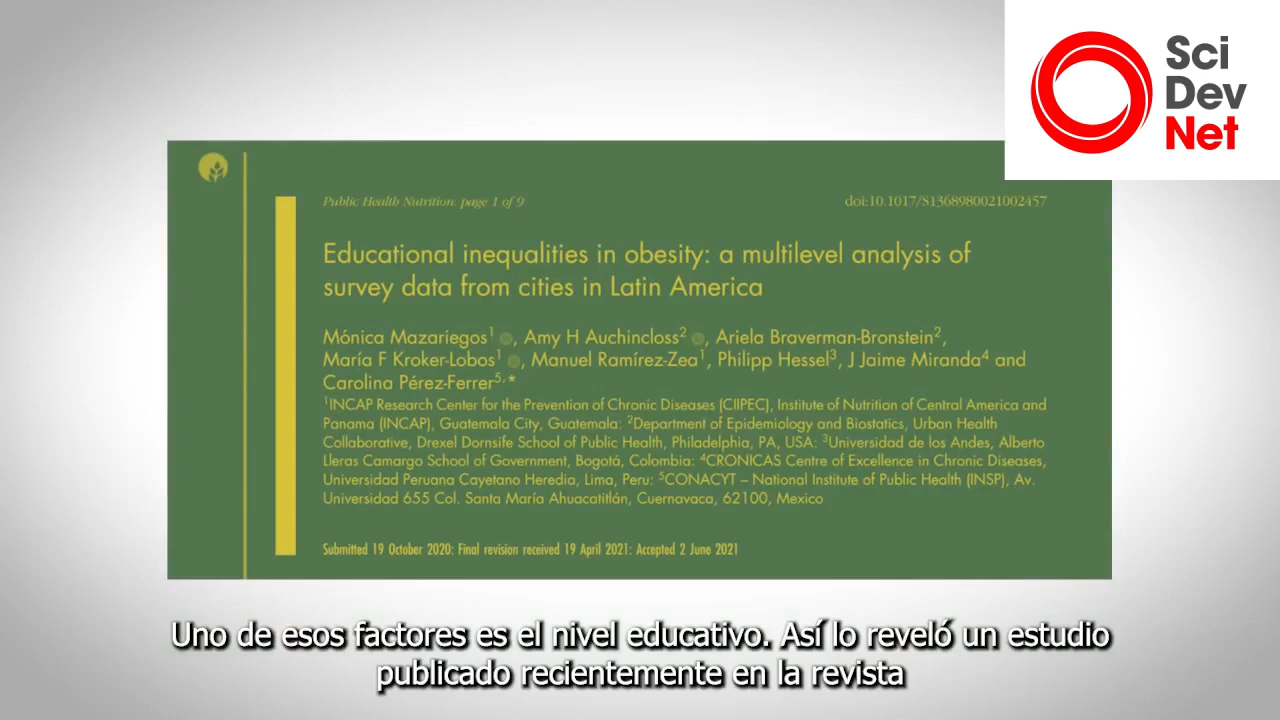 Sci
Dev
Net
Public Health Nutrition. page 1 of 9
doi:10.1017/S1368980021002457
Educational inequalities in obesity: a multilevel analysis of
survey data from cities in Latin America
Mónica Mazariegos1, Amy H Auchincloss2, Ariela Braverman-Bronstein2,
María F Kroker-Lobos1, Manuel Ramírez-Zea1, Philipp Hessel3, J Jaime Miranda4 and
Carolina Pérez-Ferrer5,*
1INCAP Research Center for the Prevention of Chronic Diseases (CIIPEC), Institute of Nutrition of Central America and
Panama (INCAP), Guatemala City, Guatemala: 2Department of Epidemiology and Biostatics, Urban Health
Collaborative, Drexel Dornsife School of Public Health, Philadelphia, PA, USA: 3Universidad de los Andes, Alberto
Lleras Camargo School of Government, Bogotá, Colombia: 4CRONICAS Centre of Excellence in Chronic Diseases,
Universidad Peruana Cayetano Heredia, Lima, Peru: 5CONACYT – National Institute of Public Health (INSP), Av.
Universidad 655 Col. Santa María Ahuacatitlán, Cuernavaca, 62100, Mexico
Submitted 19 October 2020: Final revision received 19 April 2021: Accepted 2 June 2021
Uno de esos factores es el nivel educativo. Así lo reveló un estudio
publicado recientemente en la revista